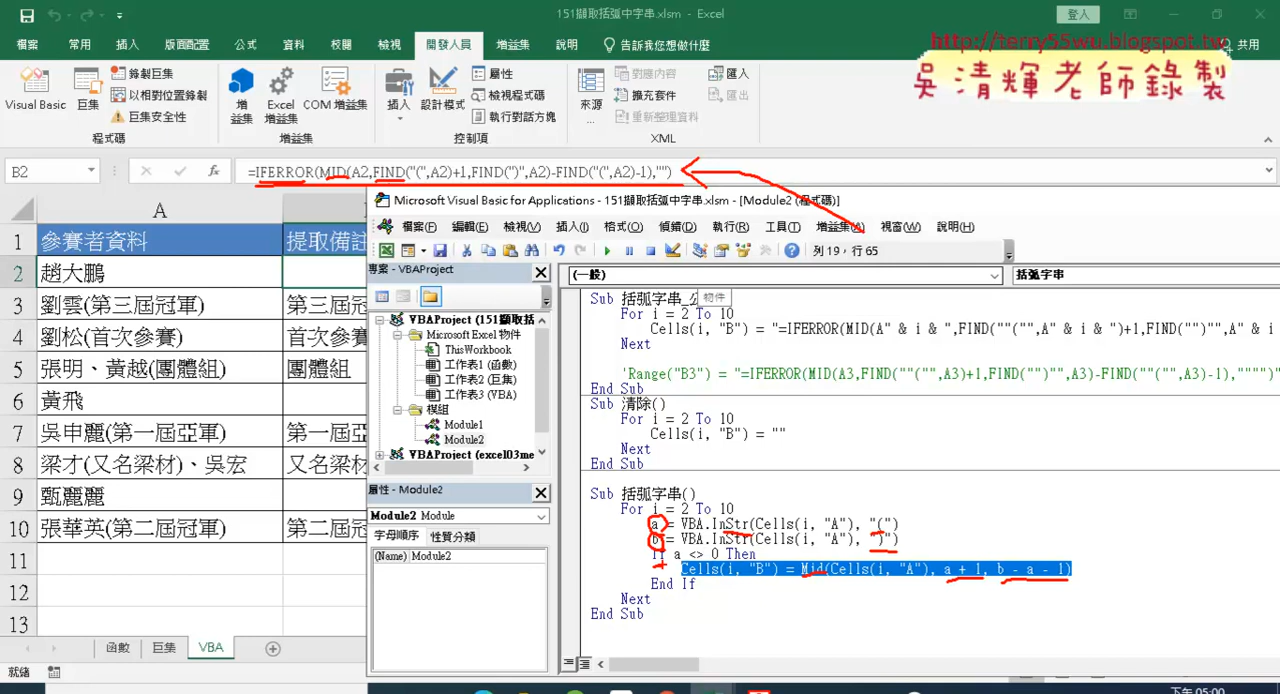 151擷取括弧中字串.xlsm - Excel
登入
檔案 常用 插入 版面配置 公式 資料 校閱 檢視 開發人員 增益集 說明 告訴我您想做什麼 共用
http://terry55wu.blogspot.tw
吳清輝老師錄製
Visual Basic
巨集
錄製巨集
以相對位置錄製
巨集安全性
程式碼
增益集
Excel 增益集
COM 增益集
增益集
插入
設計模式
屬性
檢視程式碼
執行對話方塊
控制項
來源
對應內容
擴充套件
重新整理資料
匯入
匯出
XML
B2
fx
=IFERROR(MID(A2,FIND("(",A2)+1,FIND(")",A2)-FIND("(",A2)-1),"")
A
1 參賽者資料 提取備註
2 趙大鵬
3 劉雲(第三屆冠軍) 第三屆冠
4 劉松(首次參賽) 首次參賽
5 張明、黃越(團體組) 團體組
6 黃飛
7 吳申麗(第一屆亞軍) 第一屆亞
8 梁才(又名梁材)、吳宏 又名梁材
9 甄麗麗
10 張華英(第二屆冠軍) 第二屆冠
11
12
13
函數 巨集 VBA
就緒
Microsoft Visual Basic for Applications - 151擷取括弧中字串.xlsm - [Module2 (程式碼)]
檔案(F) 編輯(E) 檢視(V) 插入(I) 格式(O) 偵錯(D) 執行(R) 工具(T) 增益集(A) 視窗(W) 說明(H)
列 19，行 65
專案 - VBAProject
VBAProject (151擷取括
Microsoft Excel 物件
ThisWorkbook
工作表1 (函數)
工作表2 (巨集)
工作表3 (VBA)
模組
Module1
Module2
VBAProject (excel03me
屬性 - Module2
Module2 Module
字母順序 性質分類
(Name) Module2
(一般) 括弧字串
物件
Sub 括弧字串_
For i = 2 To 10
Cells(i, "B") = "=IFERROR(MID(A" & i & ",FIND(""("",A" & i & ")+1,FIND("")"",A" & i
Next
'Range("B3") = "=IFERROR(MID(A3,FIND(""("",A3)+1,FIND("")"",A3)-FIND(""("",A3)-1),"""")"
End Sub
Sub 清除()
For i = 2 To 10
Cells(i, "B") = ""
Next
End Sub
Sub 括弧字串()
For i = 2 To 10
a = VBA.InStr(Cells(i, "A"), "(")
b = VBA.InStr(Cells(i, "A"), ")")
If a <> 0 Then
Cells(i, "B") = Mid(Cells(i, "A"), a + 1, b - a - 1)
End If
Next
End Sub
下午 05:00